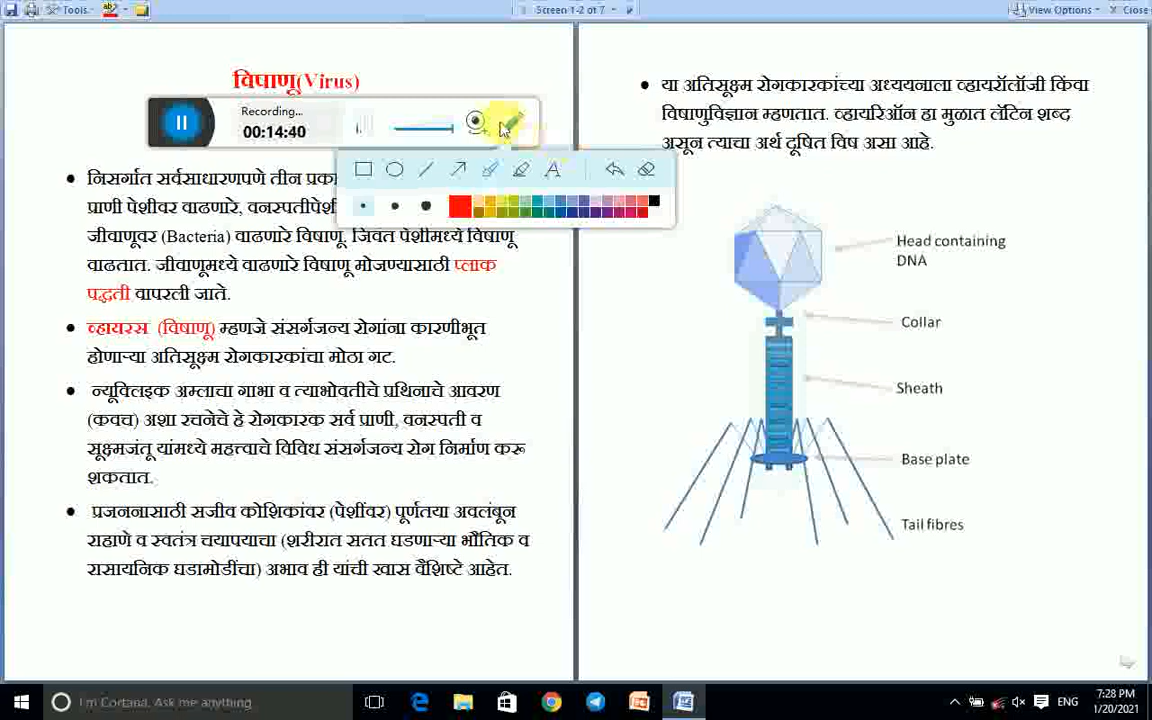 Tools
Screen 1-2 of 7
View Options
Close
विषाणू(Virus)
Recording...
00:14:40
A
निसर्गात सर्वसाधारणपणे तीन
प्राणी पेशीवर वाढणारे, वनस्पतीपेशी
जीवाणूवर (Bacteria) वाढणारे विषाणू. जिवंत पेशीमध्ये विषाणू
वाढतात. जीवाणूमध्ये वाढणारे विषाणू मोजण्यासाठी प्लाक
पद्धती वापरली जाते.
व्हायरस (विषाणू) म्हणजे संसर्गजन्य रोगांना कारणीभूत
होणाऱ्या अतिसूक्ष्म रोगकारकांचा मोठा गट.
न्यूक्लिइक अम्लाचा गाभा व त्याभोवतीचे प्रथिनाचे आवरण
(कवच) अशा रचनेचे हे रोगकारक सर्व प्राणी, वनस्पती व
सूक्ष्मजंतू यांमध्ये महत्त्वाचे विविध संसर्गजन्य रोग निर्माण करू
शकतात.
प्रजननासाठी सजीव कोशिकांवर (पेशींवर) पूर्णतया अवलंबून
राहाणे व स्वतंत्र चयापचयाचा (शरीरात सतत घडणाऱ्या भौतिक व
रासायनिक घडामोडींचा) अभाव ही यांची खास वैशिष्टे आहेत.
या अतिसूक्ष्म रोगकारकांच्या अध्ययनाला व्हायरॉलॉजी किंवा
विषाणुविज्ञान म्हणतात. व्हायरिऑन हा मुळात लॅटिन शब्द
असून त्याचा अर्थ दूषित विष असा आहे.
Head containing
DNA
Collar
Sheath
Base plate
Tail fibres
I'm Cortana. Ask me anything
ENG
7:28 PM
1/20/2021